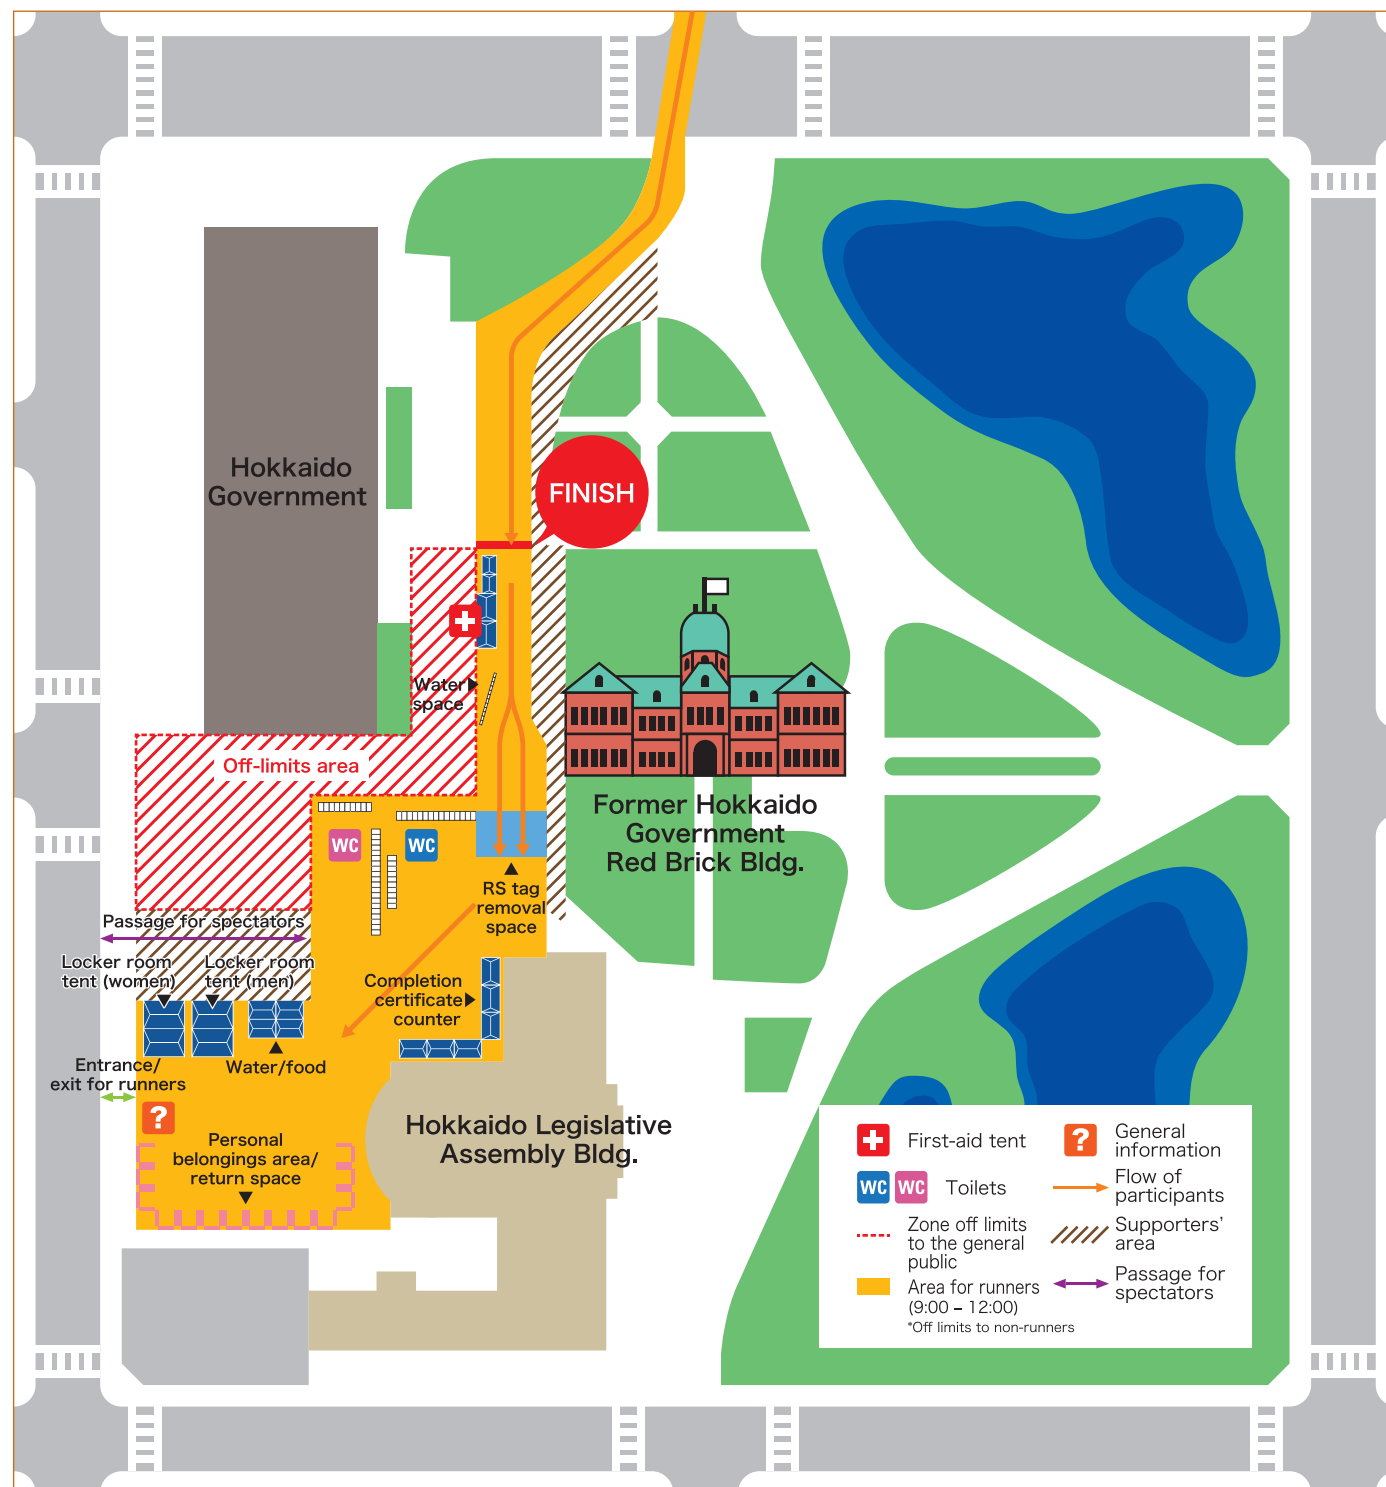 Hokkaido
Government
FINISH
Water
space
Off-limits area
Former Hokkaido
Government
Red Brick Bldg.
WC
WC
RS tag
removal
space
Passage for spectators
Locker room
tent (women)
Locker room
tent (men)
Completion
certificate
counter
Water/food
Entrance/
exit for runners
?
Personal
belongings area/
return space
Hokkaido Legislative
Assembly Bldg.
First-aid tent
WC WC Toilets
Zone off limits
to the general
public
Area for runners
(9:00 – 12:00)
*Off limits to non-runners
? General
information
Flow of
participants
Supporters'
area
Passage for
spectators